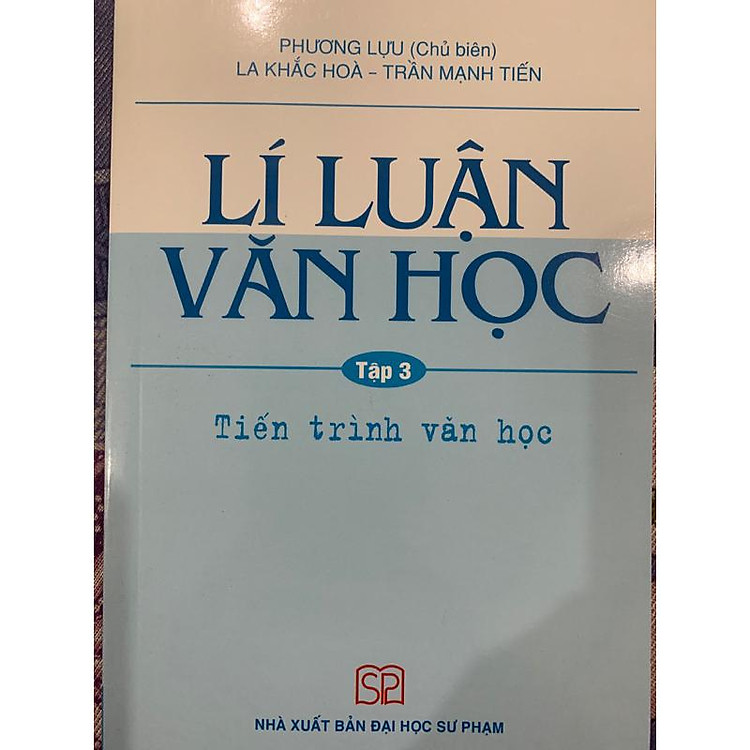 PHƯƠNG LỰU (Chủ biên)
LA KHẮC HOÀ – TRẦN MẠNH TIẾN
LÍ LUẬN
VĂN HỌC
Tập 3
Tiến trình văn học
SP
NHÀ XUẤT BẢN ĐẠI HỌC SƯ PHẠM